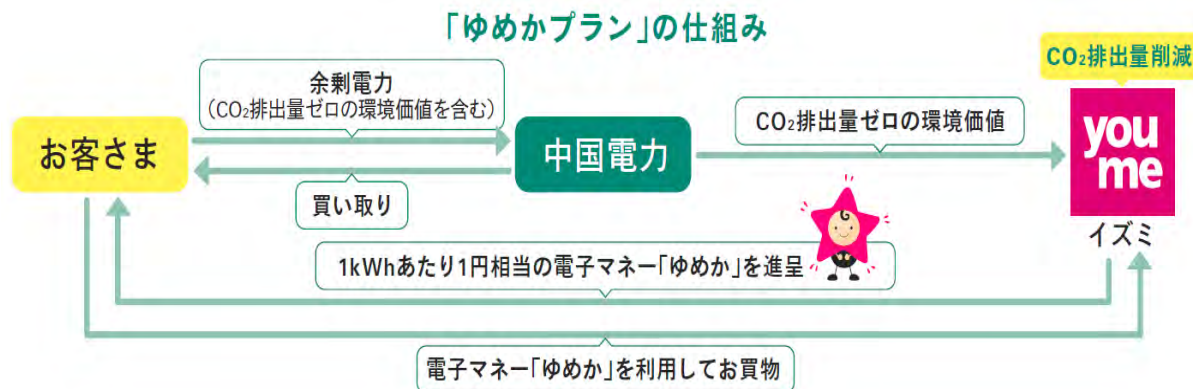 「ゆめかプラン」の仕組み
CO₂排出量削減
余剰電力
（CO₂排出量ゼロの環境価値を含む）
CO₂排出量ゼロの環境価値
you
me
お客さま
中国電力
買い取り
イズミ
1kWhあたり1円相当の電子マネー「ゆめか」を進呈
電子マネー「ゆめか」を利用してお買物